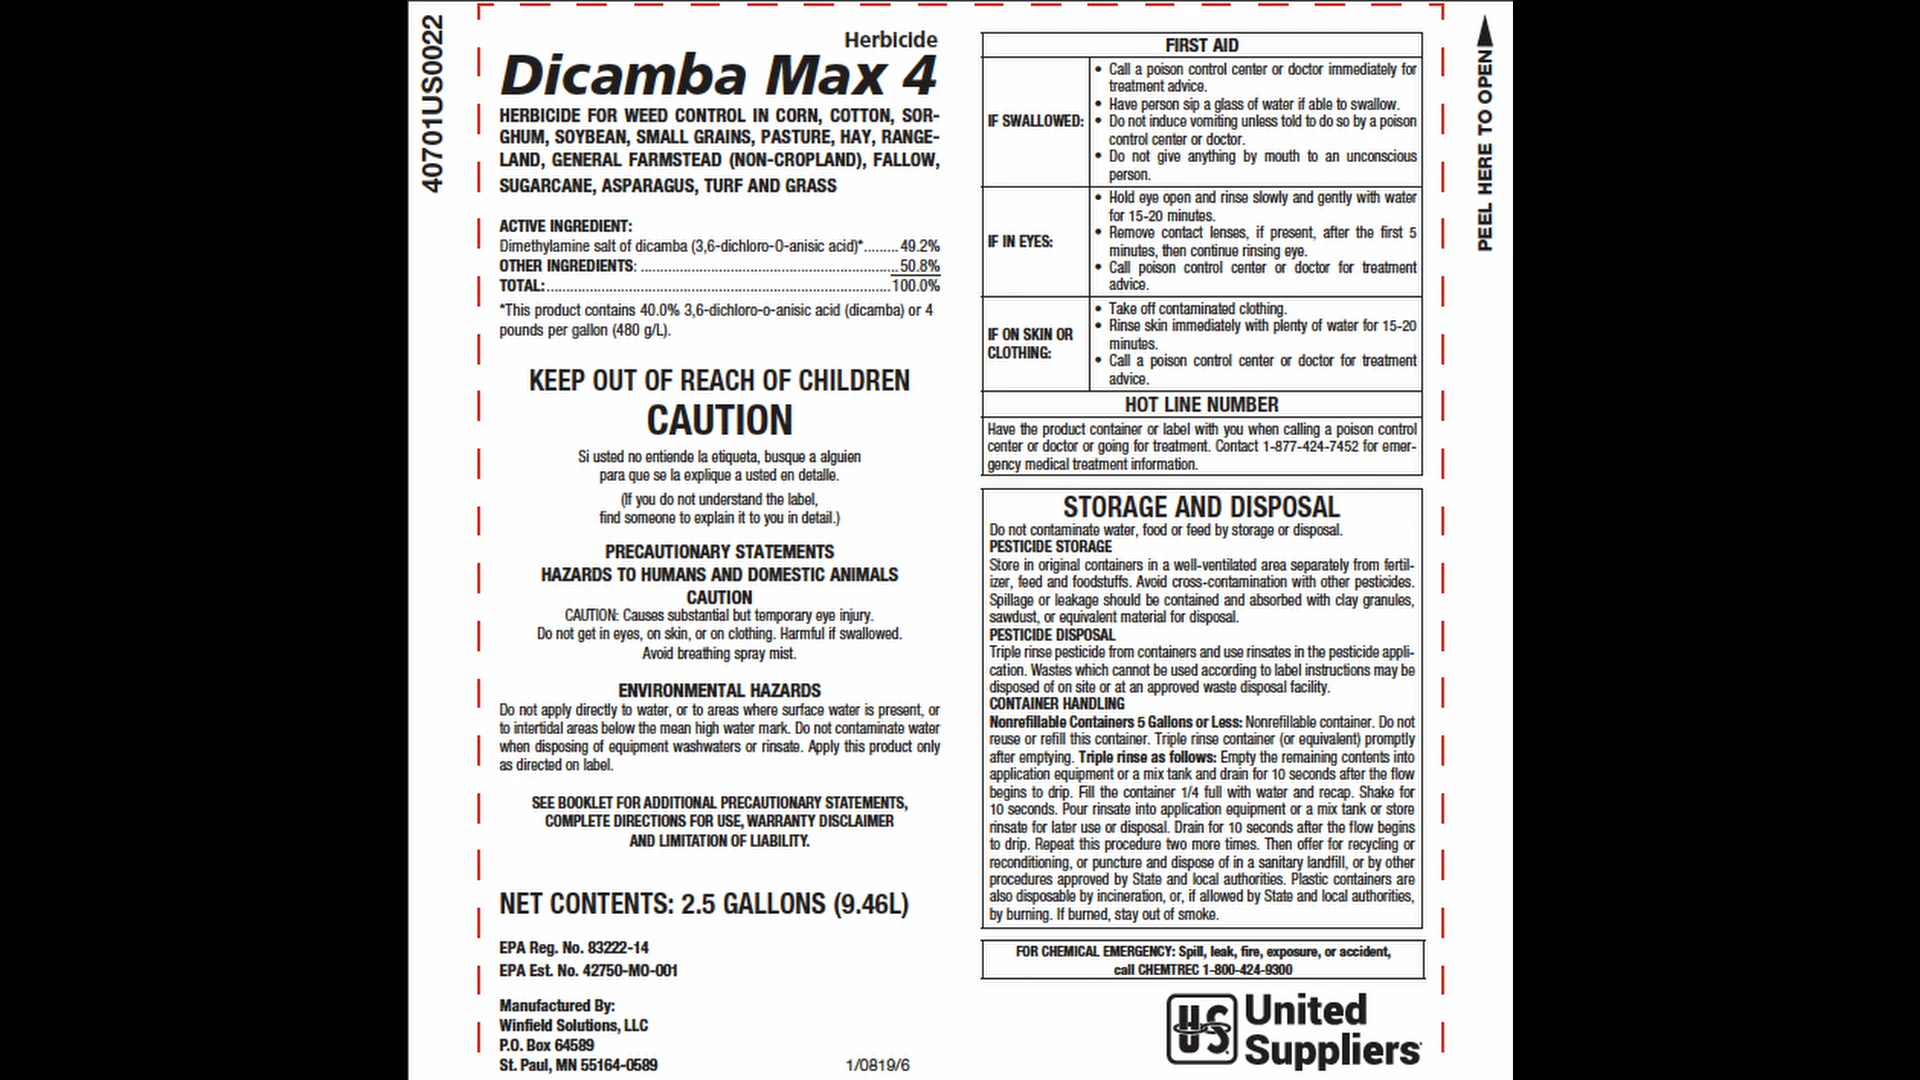 40701US0022
Herbicide
Dicamba Max 4
HERBICIDE FOR WEED CONTROL IN CORN, COTTON, SOR-
GHUM, SOYBEAN, SMALL GRAINS, PASTURE, HAY, RANGE-
LAND, GENERAL FARMSTEAD (NON-CROPLAND), FALLOW,
SUGARCANE, ASPARAGUS, TURF AND GRASS
ACTIVE INGREDIENT:
Dimethylamine salt of dicamba (3,6-dichloro-O-anisic acid)*......... 49.2%
OTHER INGREDIENTS: .................................................................. 50.8%
TOTAL:........................................................................................100.0%
*This product contains 40.0% 3,6-dichloro-o-anisic acid (dicamba) or 4
pounds per gallon (480 g/L).
KEEP OUT OF REACH OF CHILDREN
CAUTION
Si usted no entiende la etiqueta, busque a alguien
para que se la explique a usted en detalle.
(If you do not understand the label,
find someone to explain it to you in detail.)
PRECAUTIONARY STATEMENTS
HAZARDS TO HUMANS AND DOMESTIC ANIMALS
CAUTION
CAUTION: Causes substantial but temporary eye injury.
Do not get in eyes, on skin, or on clothing. Harmful if swallowed.
Avoid breathing spray mist.
ENVIRONMENTAL HAZARDS
Do not apply directly to water, or to areas where surface water is present, or
to intertidal areas below the mean high water mark. Do not contaminate water
when disposing of equipment washwaters or rinsate. Apply this product only
as directed on label.
SEE BOOKLET FOR ADDITIONAL PRECAUTIONARY STATEMENTS,
COMPLETE DIRECTIONS FOR USE, WARRANTY DISCLAIMER
AND LIMITATION OF LIABILITY.
NET CONTENTS: 2.5 GALLONS (9.46L)
EPA Reg. No. 83222-14
EPA Est. No. 42750-MO-001
Manufactured By:
Winfield Solutions, LLC
P.O. Box 64589
St. Paul, MN 55164-0589
1/0819/6
FIRST AID
IF SWALLOWED:
• Call a poison control center or doctor immediately for
treatment advice.
• Have person sip a glass of water if able to swallow.
• Do not induce vomiting unless told to do so by a poison
control center or doctor.
• Do not give anything by mouth to an unconscious
person.
IF IN EYES:
• Hold eye open and rinse slowly and gently with water
for 15-20 minutes.
• Remove contact lenses, if present, after the first 5
minutes, then continue rinsing eye.
• Call poison control center or doctor for treatment
advice.
IF ON SKIN OR
CLOTHING:
• Take off contaminated clothing.
• Rinse skin immediately with plenty of water for 15-20
minutes.
• Call a poison control center or doctor for treatment
advice.
HOT LINE NUMBER
Have the product container or label with you when calling a poison control
center or doctor or going for treatment. Contact 1-877-424-7452 for emer-
gency medical treatment information.
STORAGE AND DISPOSAL
Do not contaminate water, food or feed by storage or disposal.
PESTICIDE STORAGE
Store in original containers in a well-ventilated area separately from fertil-
izer, feed and foodstuffs. Avoid cross-contamination with other pesticides.
Spillage or leakage should be contained and absorbed with clay granules,
sawdust, or equivalent material for disposal.
PESTICIDE DISPOSAL
Triple rinse pesticide from containers and use rinsates in the pesticide appli-
cation. Wastes which cannot be used according to label instructions may be
disposed of on site or at an approved waste disposal facility.
CONTAINER HANDLING
Nonrefillable Containers 5 Gallons or Less: Nonrefillable container. Do not
reuse or refill this container. Triple rinse container (or equivalent) promptly
after emptying. Triple rinse as follows: Empty the remaining contents into
application equipment or a mix tank and drain for 10 seconds after the flow
begins to drip. Fill the container 1/4 full with water and recap. Shake for
10 seconds. Pour rinsate into application equipment or a mix tank or store
rinsate for later use or disposal. Drain for 10 seconds after the flow begins
to drip. Repeat this procedure two more times. Then offer for recycling or
reconditioning, or puncture and dispose of in a sanitary landfill, or by other
procedures approved by State and local authorities. Plastic containers are
also disposable by incineration, or, if allowed by State and local authorities,
by burning. If burned, stay out of smoke.
FOR CHEMICAL EMERGENCY: Spill, leak, fire, exposure, or accident,
call CHEMTREC 1-800-424-9300
US
United
Suppliers
PEEL HERE TO OPEN